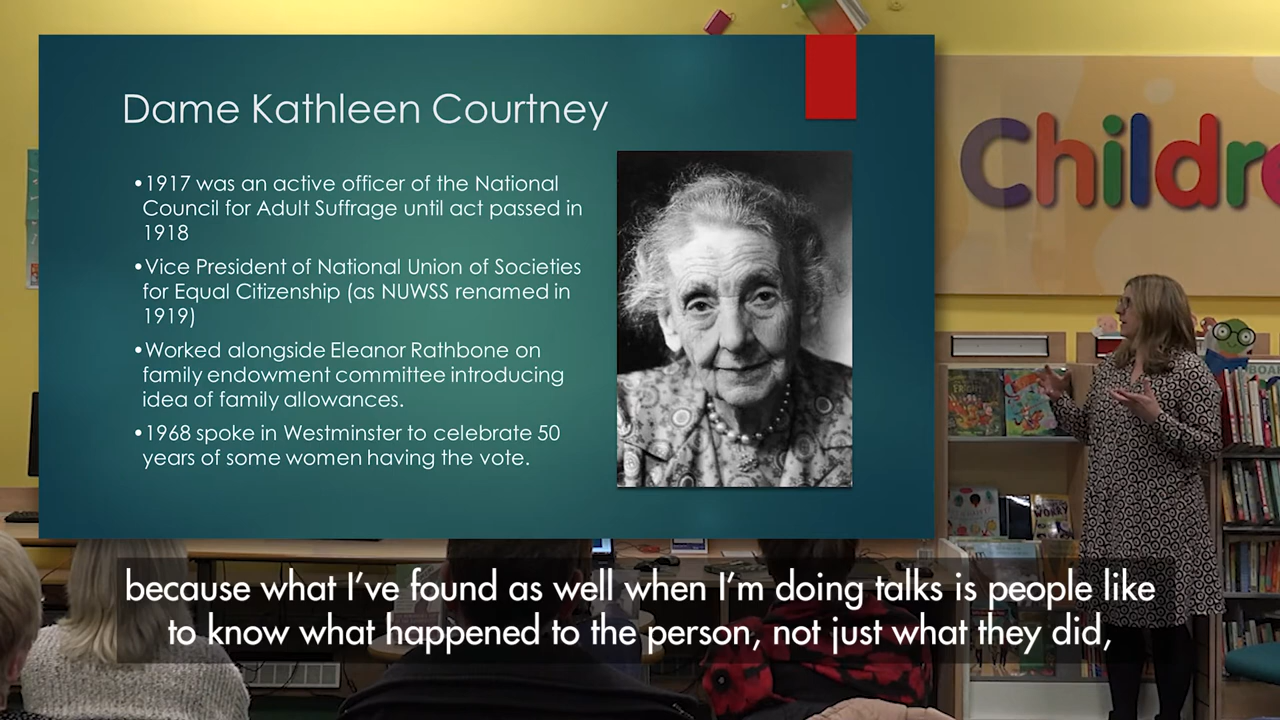 Dame Kathleen Courtney
•1917 was an active officer of the National
Council for Adult Suffrage until act passed in
1918
•Vice President of National Union of Societies
for Equal Citizenship (as NUWSS renamed in
1919)
•Worked alongside Eleanor Rathbone on
family endowment committee introducing
idea of family allowances.
•1968 spoke in Westminster to celebrate 50
years of some women having the vote.
Childre
because what I've found as well when I'm doing talks is people like
to know what happened to the person, not just what they did,